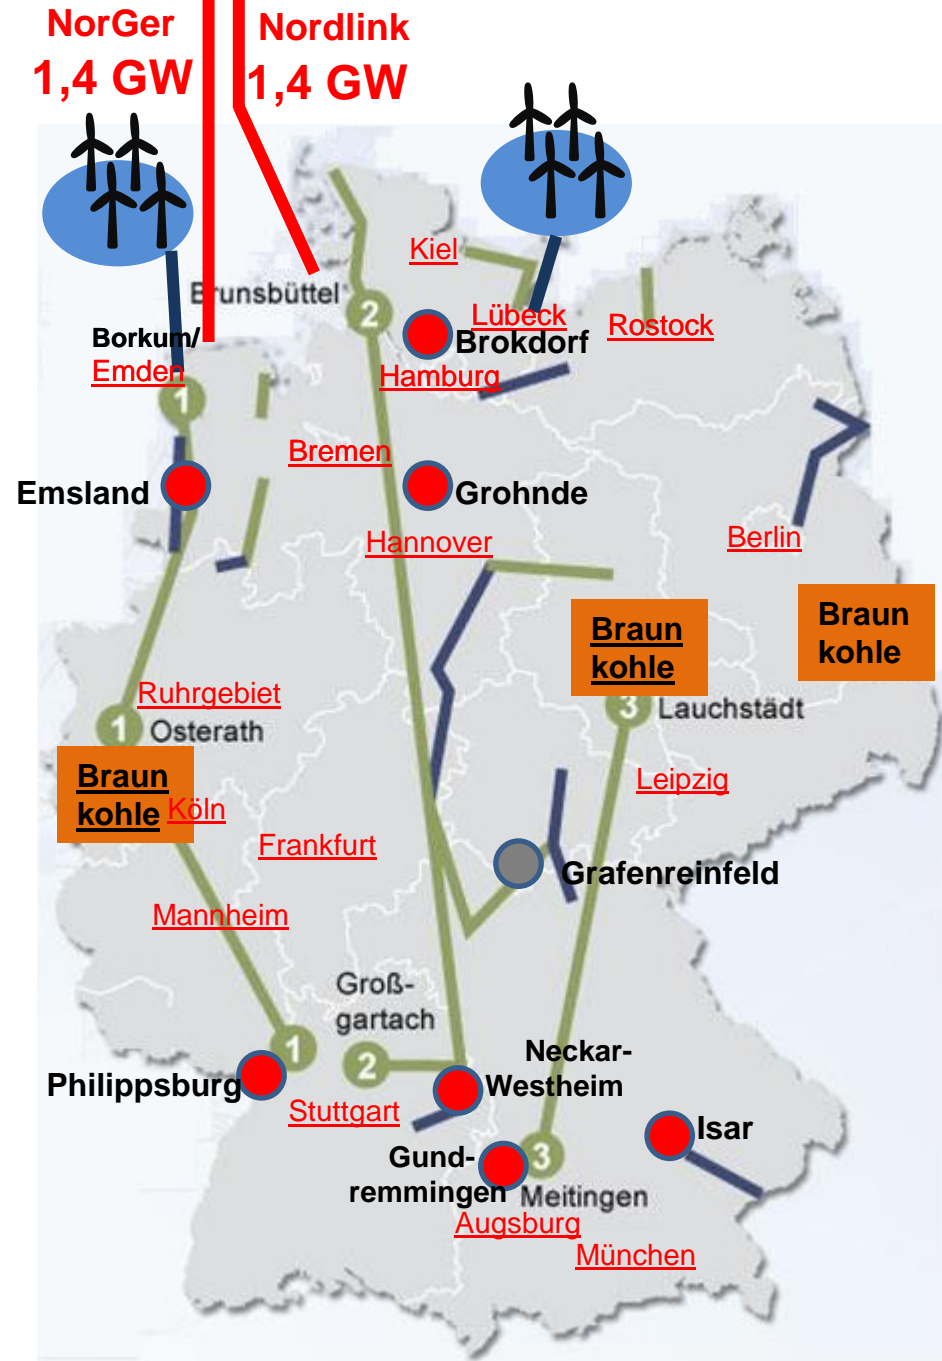 NorGer
1,4 GW
Nordlink
1,4 GW
Kiel
Brunsbüttel
2
Lübeck
Rostock
Borkum/
Emden
Brokdorf
Hamburg
1
Bremen
Emsland
Grohnde
Hannover
Berlin
Braun
kohle
Braun
kohle
Ruhrgebiet
1
Osterath
3
Lauchstädt
Braun
kohle
Köln
Leipzig
Frankfurt
Grafenreinfeld
Mannheim
Groß-
gartach
1
2
Neckar-
Westheim
Philippsburg
Stuttgart
Isar
Gund-
remmingen
3
Meitingen
Augsburg
München